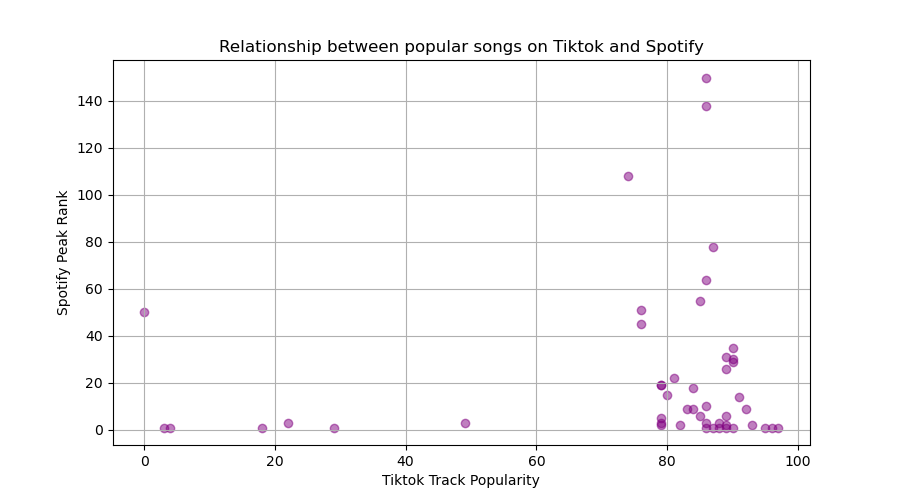 Relationship between popular songs on Tiktok and Spotify
140
120
100
80
60
40
20
0
Spotify Peak Rank
0 20 40 60 80 100
Tiktok Track Popularity